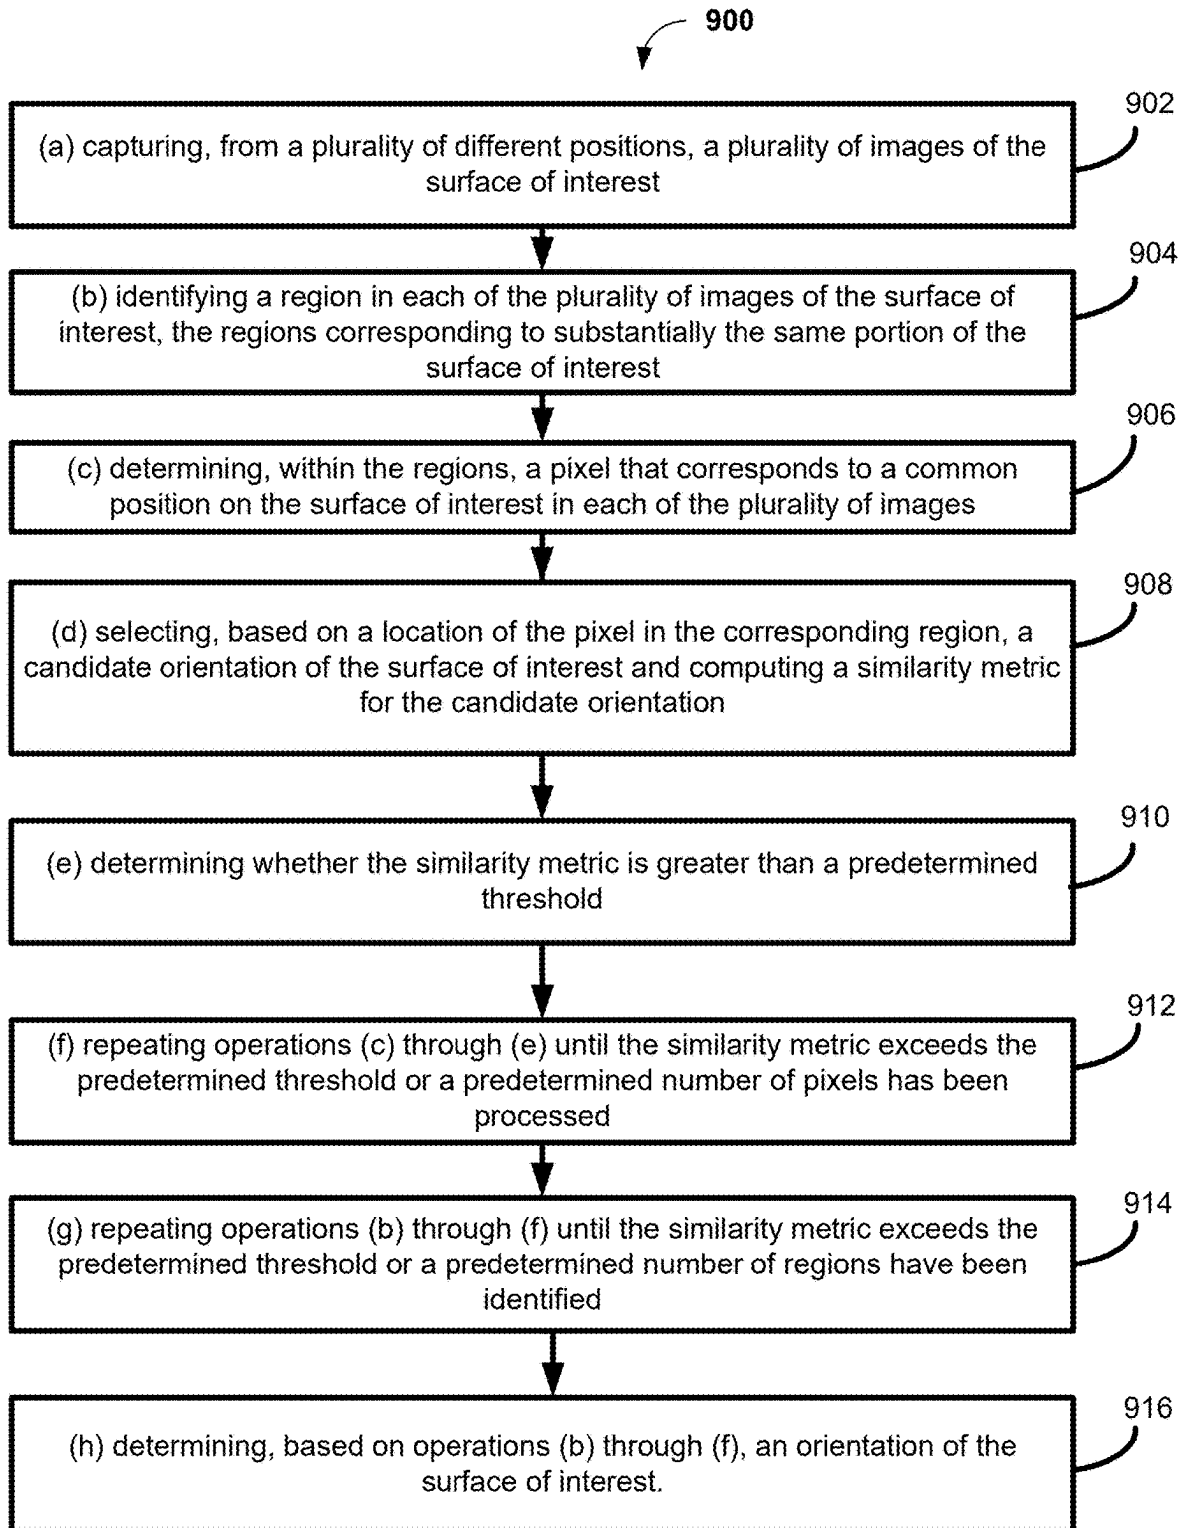 900
902
(a) capturing, from a plurality of different positions, a plurality of images of the
surface of interest
904
(b) identifying a region in each of the plurality of images of the surface of
interest, the regions corresponding to substantially the same portion of the
surface of interest
906
(c) determining, within the regions, a pixel that corresponds to a common
position on the surface of interest in each of the plurality of images
908
(d) selecting, based on a location of the pixel in the corresponding region, a
candidate orientation of the surface of interest and computing a similarity metric
for the candidate orientation
910
(e) determining whether the similarity metric is greater than a predetermined
threshold
912
(f) repeating operations (c) through (e) until the similarity metric exceeds the
predetermined threshold or a predetermined number of pixels has been
processed
914
(g) repeating operations (b) through (f) until the similarity metric exceeds the
predetermined threshold or a predetermined number of regions have been
identified
916
(h) determining, based on operations (b) through (f), an orientation of the
surface of interest.